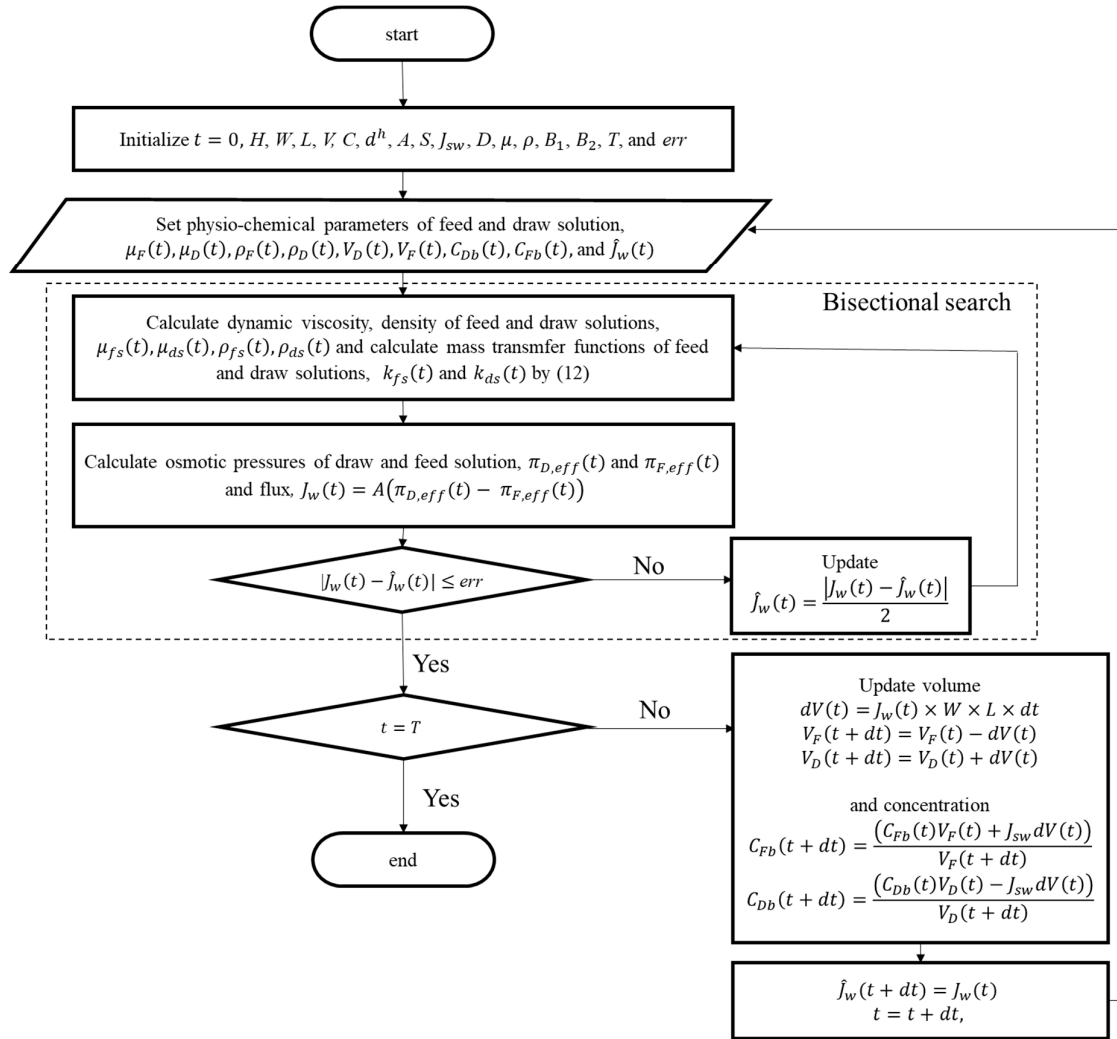 start
Initialize t = 0, H, W, L, V, C, dʰ, A, S, J_sw, D, μ, ρ, B₁, B₂, T, and err
Set physio-chemical parameters of feed and draw solution,
μ_F(t), μ_D(t), ρ_F(t), ρ_D(t), V_D(t), V_F(t), C_Db(t), C_Fb(t), and Ĵ_w(t)
Bisectional search
Calculate dynamic viscosity, density of feed and draw solutions,
μ_fs(t), μ_ds(t), ρ_fs(t), ρ_ds(t) and calculate mass transmfer functions of feed
and draw solutions, k_fs(t) and k_ds(t) by (12)
Calculate osmotic pressures of draw and feed solution, π_D,eff(t) and π_F,eff(t)
and flux, J_w(t) = A(π_D,eff(t) − π_F,eff(t))
|J_w(t) − Ĵ_w(t)| ≤ err
No
Update
Ĵ_w(t) = |J_w(t) − Ĵ_w(t)| / 2
Yes
t = T
No
Yes
end
Update volume
dV(t) = J_w(t) × W × L × dt
V_F(t + dt) = V_F(t) − dV(t)
V_D(t + dt) = V_D(t) + dV(t)
and concentration
C_Fb(t + dt) = (C_Fb(t)V_F(t) + J_sw dV(t)) / V_F(t + dt)
C_Db(t + dt) = (C_Db(t)V_D(t) − J_sw dV(t)) / V_D(t + dt)
Ĵ_w(t + dt) = J_w(t)
t = t + dt,